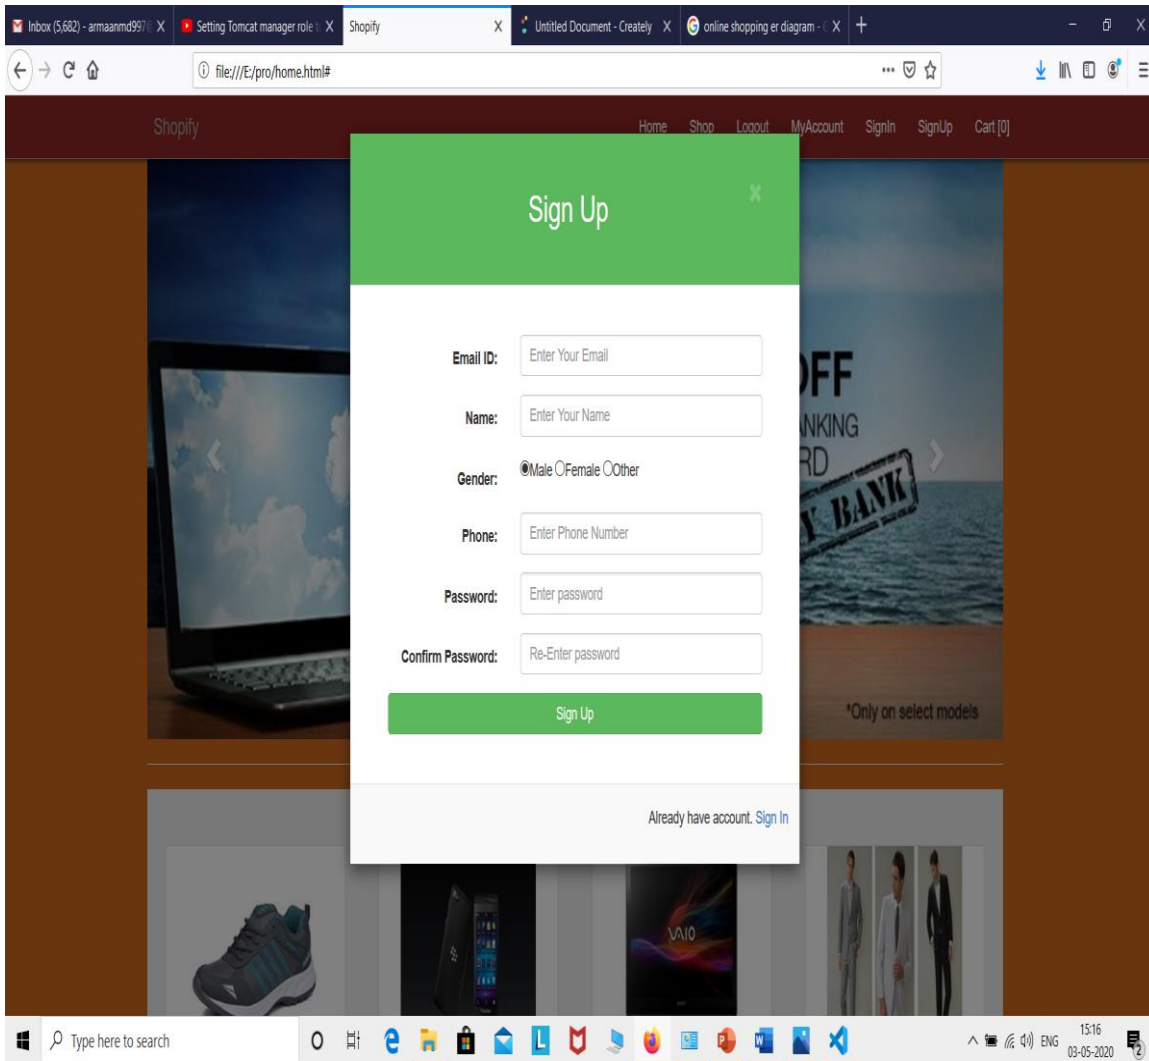 Inbox (5,682) - armaanmd997@ X Setting Tomcat manager role t X Shopify X Untitled Document - Creately X online shopping er diagram - G X +
file:///E:/pro/home.html#
Shopify Home Shop Logout MyAccount SignIn SignUp Cart [0]
Sign Up
Email ID: Enter Your Email
OFF
Name: Enter Your Name
NKING
Gender: Male Female Other
RD
Y BANK
Phone: Enter Phone Number
Password: Enter password
Confirm Password: Re-Enter password
Sign Up
*Only on select models
Already have account. Sign In
VAIO
Type here to search
ENG 15:16
03-05-2020
2